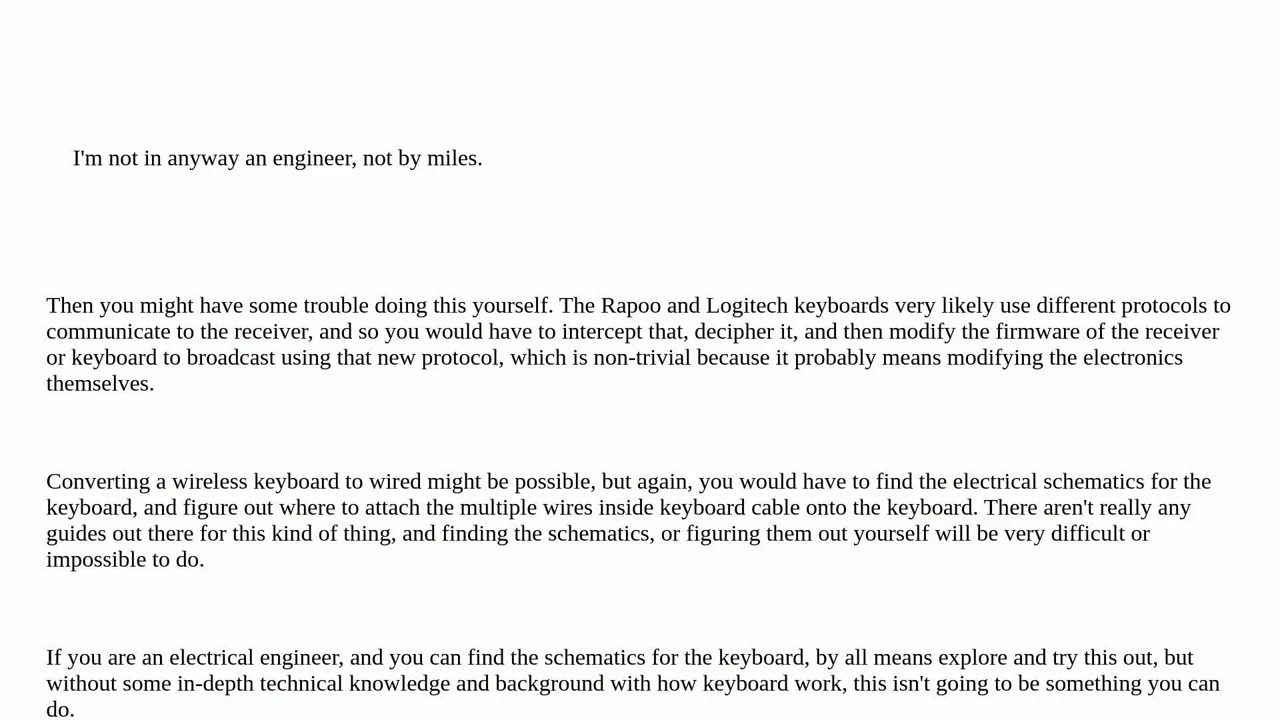 I'm not in anyway an engineer, not by miles.
Then you might have some trouble doing this yourself. The Rapoo and Logitech keyboards very likely use different protocols to
communicate to the receiver, and so you would have to intercept that, decipher it, and then modify the firmware of the receiver
or keyboard to broadcast using that new protocol, which is non-trivial because it probably means modifying the electronics
themselves.
Converting a wireless keyboard to wired might be possible, but again, you would have to find the electrical schematics for the
keyboard, and figure out where to attach the multiple wires inside keyboard cable onto the keyboard. There aren't really any
guides out there for this kind of thing, and finding the schematics, or figuring them out yourself will be very difficult or
impossible to do.
If you are an electrical engineer, and you can find the schematics for the keyboard, by all means explore and try this out, but
without some in-depth technical knowledge and background with how keyboard work, this isn't going to be something you can
do.